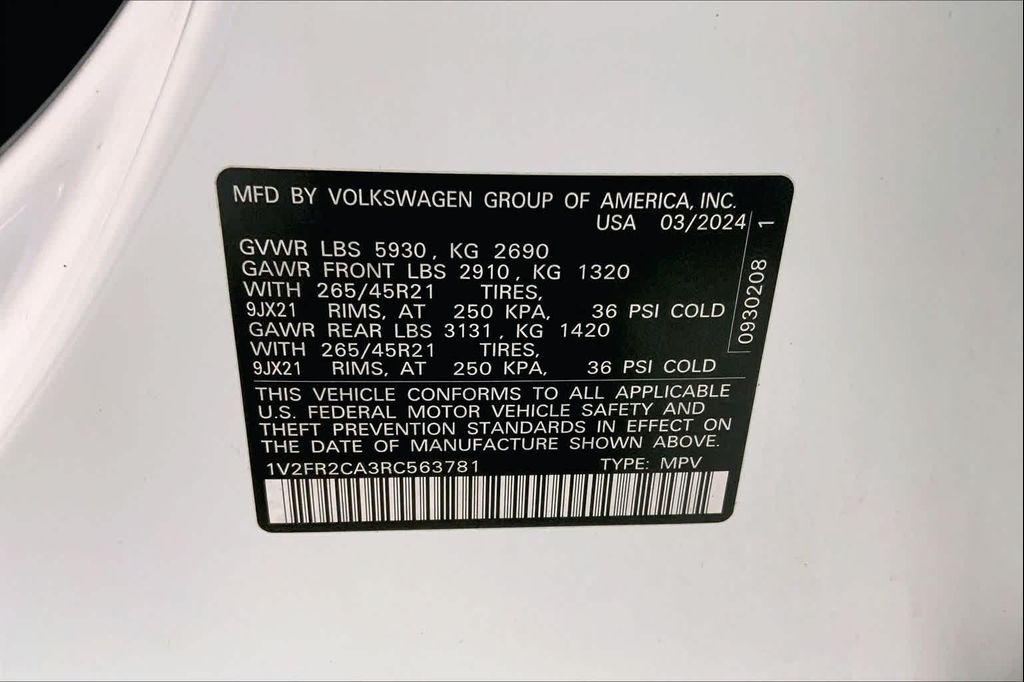 MFD BY VOLKSWAGEN GROUP OF AMERICA, INC.
USA 03/2024
GVWR LBS 5930, KG 2690
GAWR FRONT LBS 2910, KG 1320
WITH 265/45R21 TIRES,
9JX21 RIMS, AT 250 KPA, 36 PSI COLD
GAWR REAR LBS 3131, KG 1420
WITH 265/45R21 TIRES,
9JX21 RIMS, AT 250 KPA, 36 PSI COLD
THIS VEHICLE CONFORMS TO ALL APPLICABLE
U.S. FEDERAL MOTOR VEHICLE SAFETY AND
THEFT PREVENTION STANDARDS IN EFFECT ON
THE DATE OF MANUFACTURE SHOWN ABOVE.
1V2FR2CA3RC563781 TYPE: MPV
0930208 1